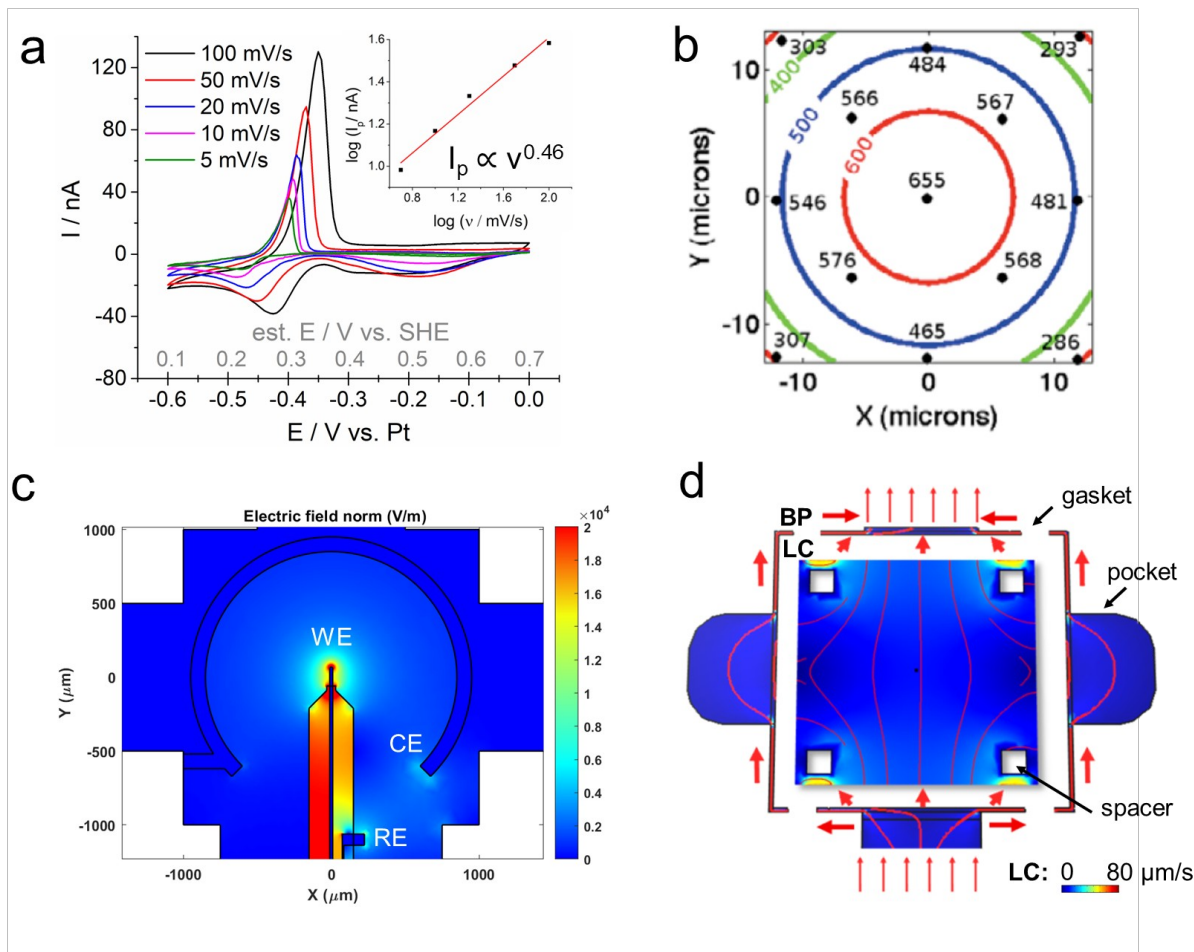 a
100 mV/s
50 mV/s
20 mV/s
10 mV/s
5 mV/s
I / nA
120
80
40
0
-40
-80
log (Iₚ / nA)
1.6
1.4
1.2
1.0
Iₚ ∝ v^0.46
0.8 1.2 1.6 2.0
log (ν / mV/s)
est. E / V vs. SHE
0.1 0.2 0.3 0.4 0.5 0.6 0.7
-0.6 -0.5 -0.4 -0.3 -0.2 -0.1 0.0
E / V vs. Pt
b
Y (microns)
10
0
-10
303
293
400
484
500
566
567
600
655
546
481
576
568
465
307
286
-10 0 10
X (microns)
c
Electric field norm (V/m)
×10⁴
Y (μm)
1000
500
0
-500
-1000
WE
CE
RE
-1000 0 1000
X (μm)
2
1.8
1.6
1.4
1.2
1
0.8
0.6
0.4
0.2
0
d
BP
LC
gasket
pocket
spacer
LC: 0 80 μm/s